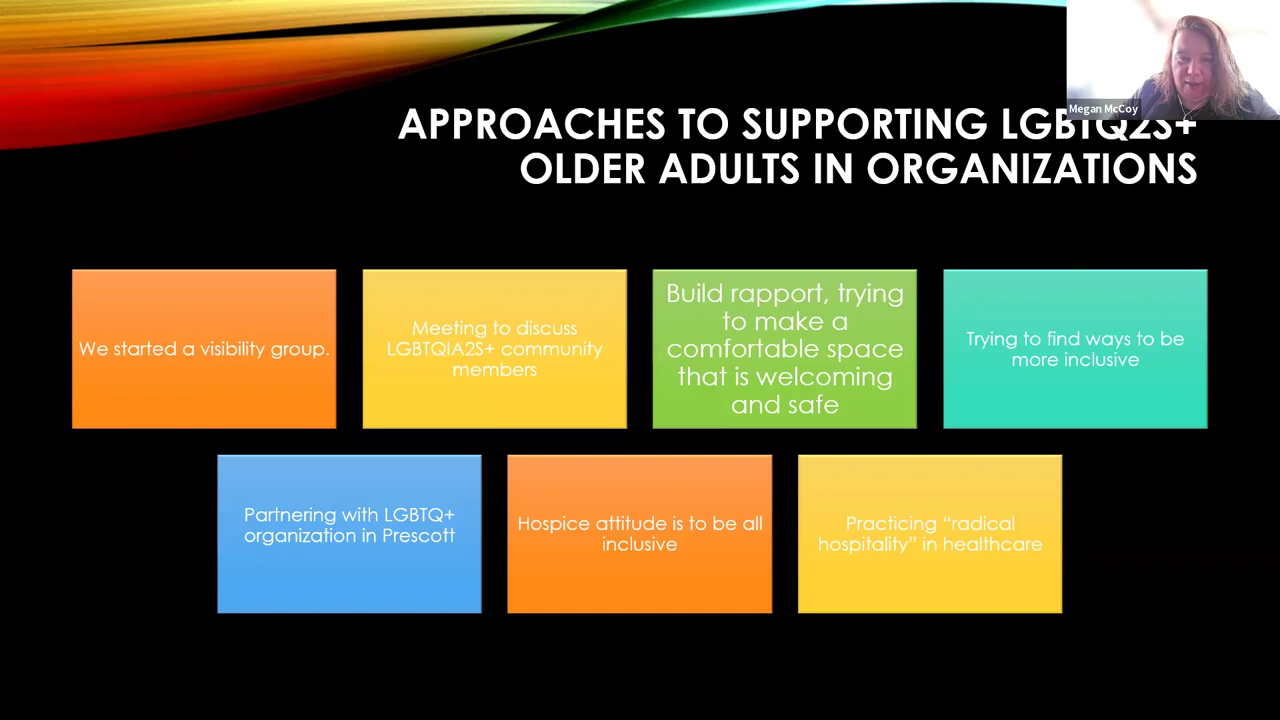 Megan McCoy
APPROACHES TO SUPPORTING LGBTQ2S+
OLDER ADULTS IN ORGANIZATIONS
We started a visibility group.
Meeting to discuss
LGBTQIA2S+ community
members
Build rapport, trying
to make a
comfortable space
that is welcoming
and safe
Trying to find ways to be
more inclusive
Partnering with LGBTQ+
organization in Prescott
Hospice attitude is to be all
inclusive
Practicing “radical
hospitality” in healthcare